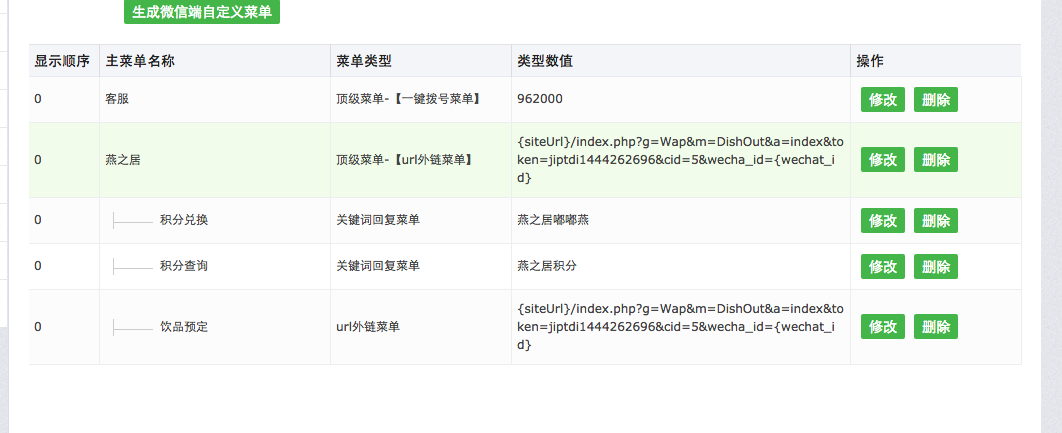 生成微信端自定义菜单
显示顺序 主菜单名称 菜单类型 类型数值 操作
0 客服 顶级菜单-【一键拨号菜单】 962000 修改 删除
0 燕之居 顶级菜单-【url外链菜单】 {siteUrl}/index.php?g=Wap&m=DishOut&a=index&to
ken=jiptdi1444262696&cid=5&wecha_id={wechat_i
d} 修改 删除
0 积分兑换 关键词回复菜单 燕之居嘟嘟燕 修改 删除
0 积分查询 关键词回复菜单 燕之居积分 修改 删除
0 饮品预定 url外链菜单 {siteUrl}/index.php?g=Wap&m=DishOut&a=index&to
ken=jiptdi1444262696&cid=5&wecha_id={wechat_i
d} 修改 删除